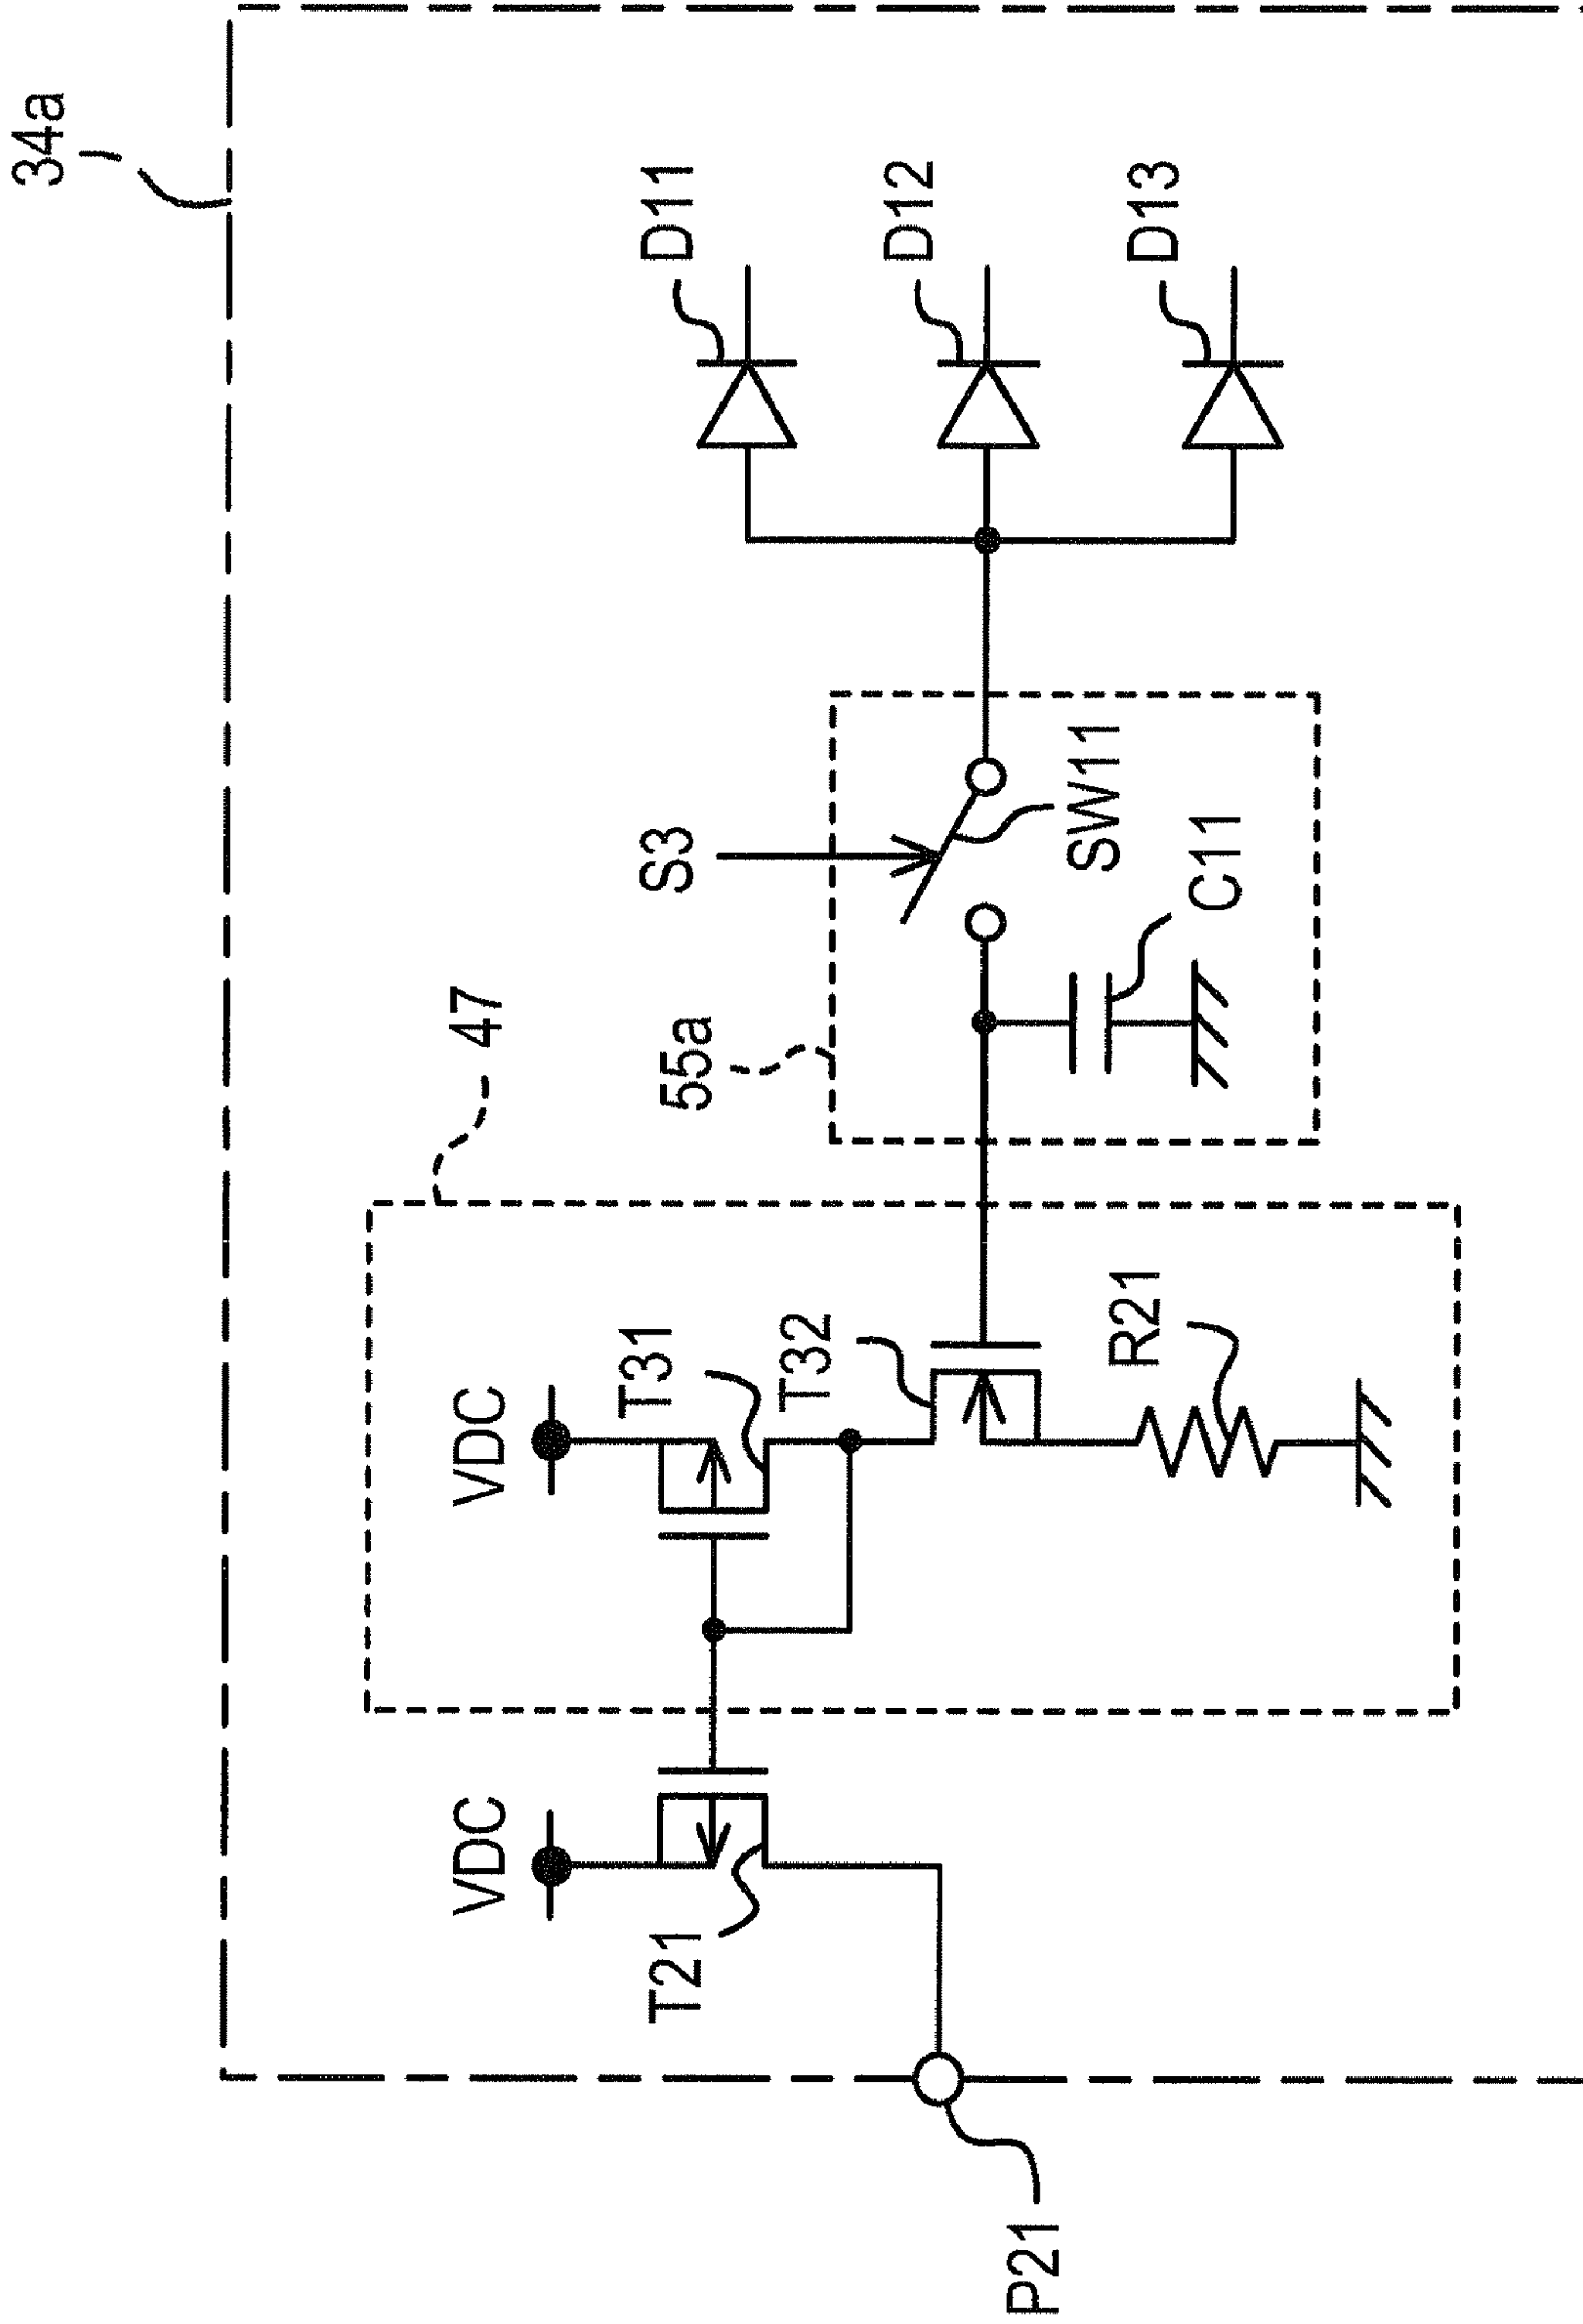 34a
47
VDC
VDC
T31
T21
T32
R21
P21
55a
S3
SW11
C11
D11
D12
D13